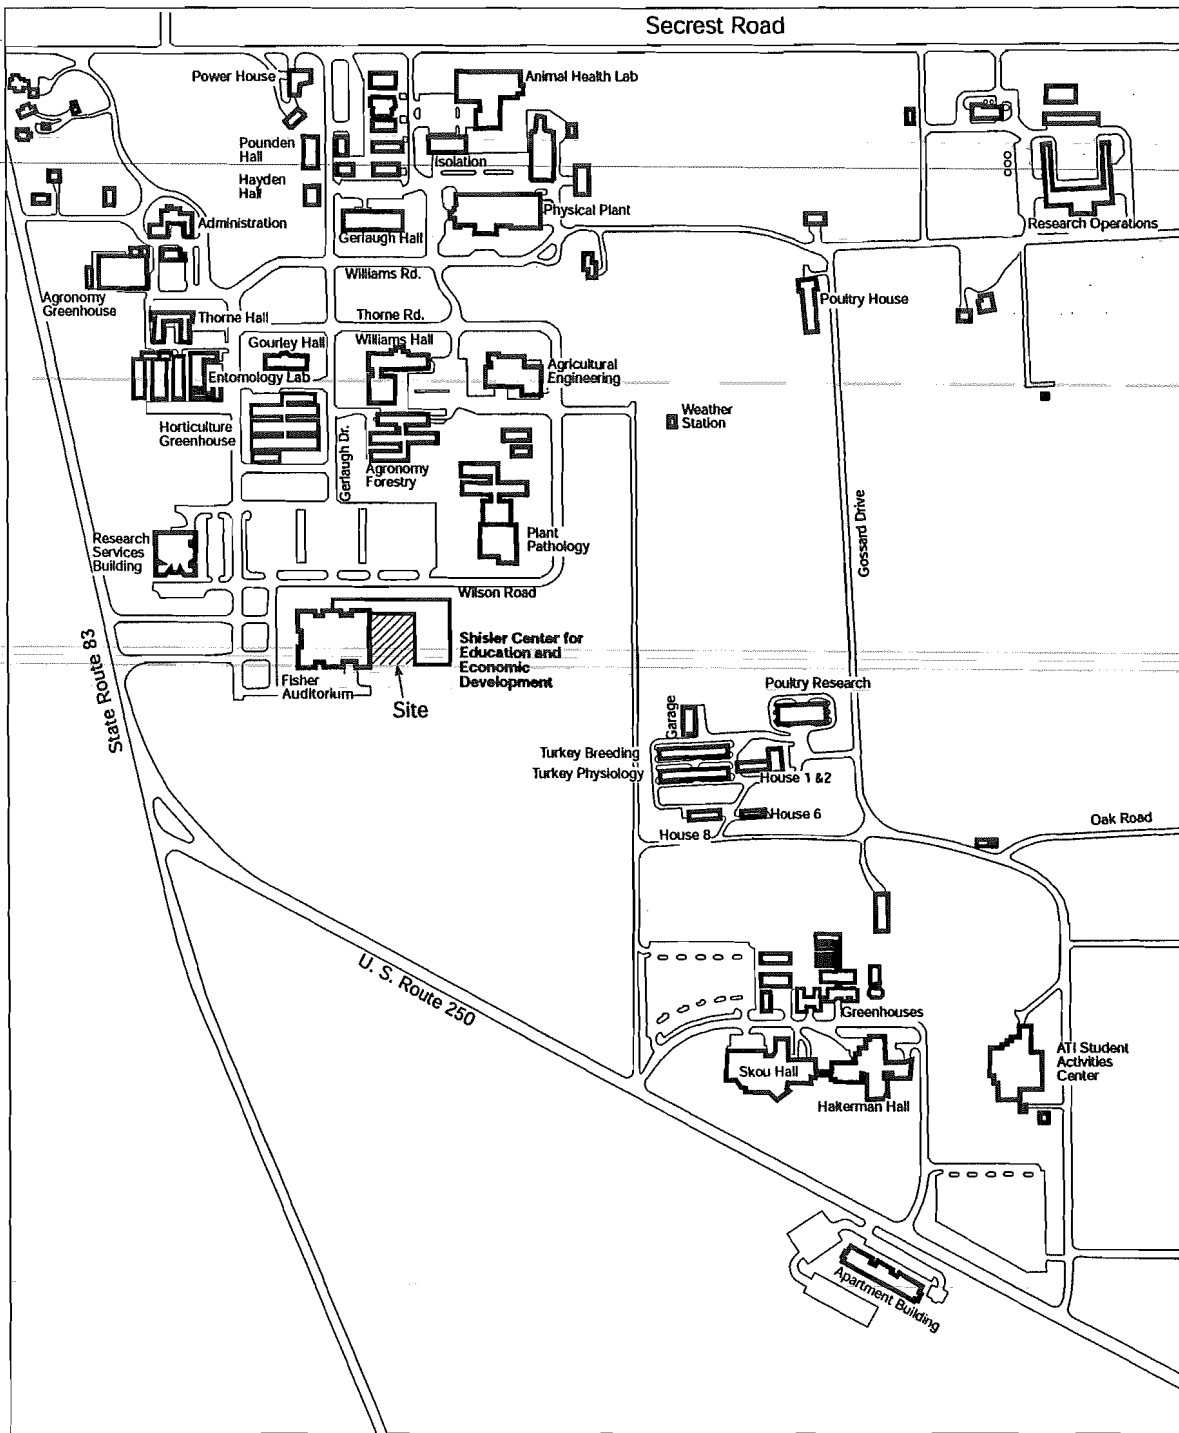 Secrest Road
Power House
Animal Health Lab
Pounden
Hall
Isolation
Hayden
Hall
Administration
Gerlaugh Hall
Physical Plant
Research Operations
Williams Rd.
Agronomy
Greenhouse
Poultry House
Thorne Hall
Thorne Rd.
Gourley Hall
Williams Hall
Entomology Lab
Agricultural
Engineering
Horticulture
Greenhouse
Gerlaugh Dr.
Agronomy
Forestry
Weather
Station
Gossard Drive
Research
Services
Building
Plant
Pathology
Wilson Road
State Route 83
Shisler Center for
Education and
Economic
Development
Fisher
Auditorium
Site
Poultry Research
Garage
Turkey Breeding
Turkey Physiology
House 1 &2
House 6
House 8
Oak Road
U. S. Route 250
Greenhouses
Skou Hall
Halterman Hall
ATI Student
Activities
Center
Apartment Building